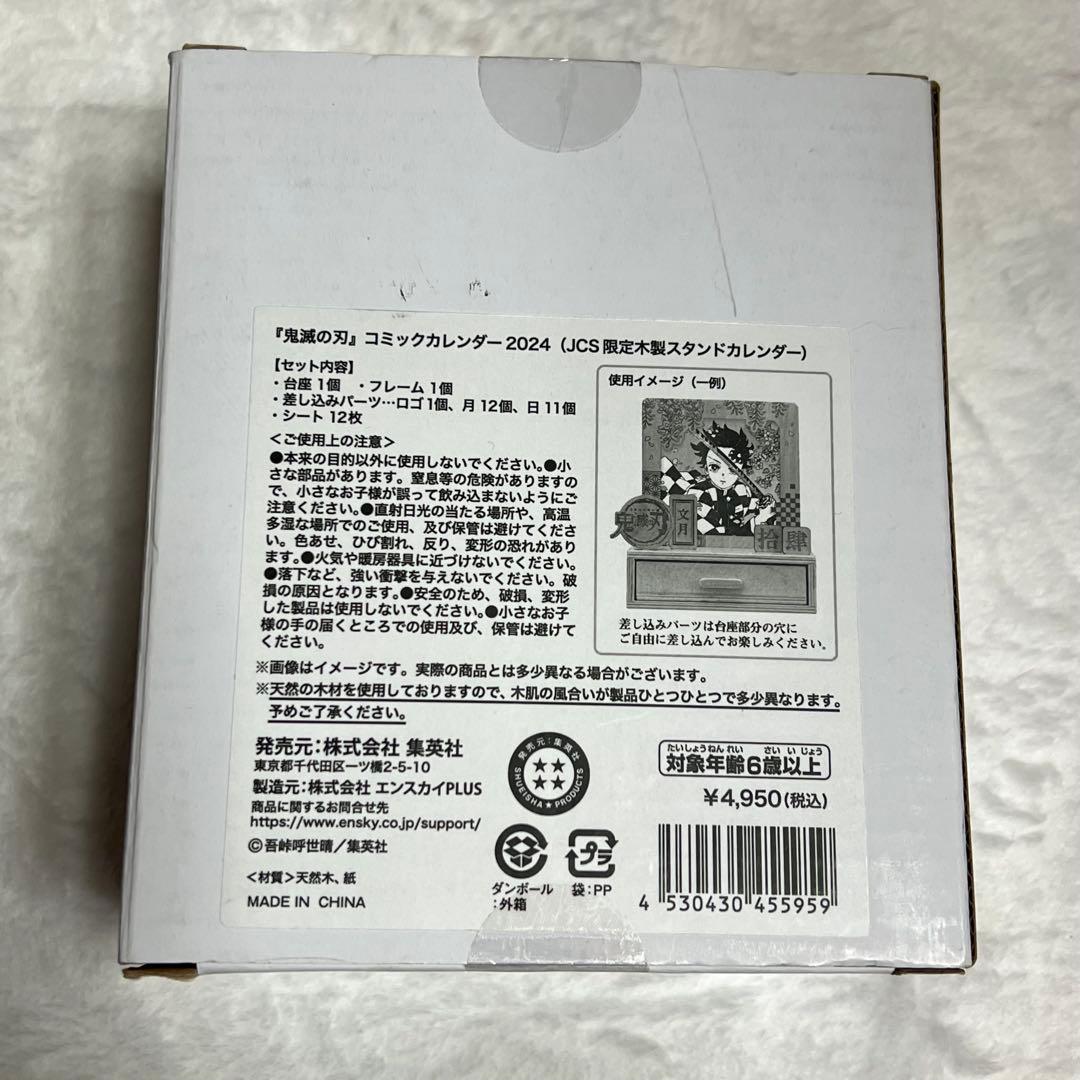 『鬼滅の刃』コミックカレンダー2024（JCS限定木製スタンドカレンダー）
【セット内容】
・台座 1個　・フレーム 1個
・差し込みパーツ…ロゴ1個、月12個、日11個
・シート 12枚
＜ご使用上の注意＞
●本来の目的以外に使用しないでください。●小
さな部品があります。窒息等の危険がありますの
で、小さなお子様が誤って飲み込まないようにご
注意ください。●直射日光の当たる場所や、高温
多湿な場所でのご使用、及び保管は避けてくださ
い。色あせ、ひび割れ、反り、変形の恐れがあり
ます。●火気や暖房器具に近づけないでください。
●落下など、強い衝撃を与えないでください。破
損の原因となります。●安全のため、破損、変形
した製品は使用しないでください。●小さなお子
様の手の届くところでの使用及び、保管は避けて
ください。
使用イメージ（一例）
鬼滅刃
文月
拾肆
差し込みパーツは台座部分の穴に
ご自由に差し込んでお楽しみください。
※画像はイメージです。実際の商品とは多少異なる場合がございます。
※天然の木材を使用しておりますので、木肌の風合いが製品ひとつひとつで多少異なります。
予めご了承ください。
発売元：株式会社 集英社
東京都千代田区一ツ橋2-5-10
製造元：株式会社 エンスカイPLUS
商品に関するお問合せ先
https://www.ensky.co.jp/support/
©吾峠呼世晴／集英社
＜材質＞天然木、紙
MADE IN CHINA
発売元：集英社
SHUEISHA★PRODUCTS
ダンボール
：外箱
プラ
袋：PP
たいしょうねんれい　さいいじょう
対象年齢6歳以上
￥4,950（税込）
4 530430 455959